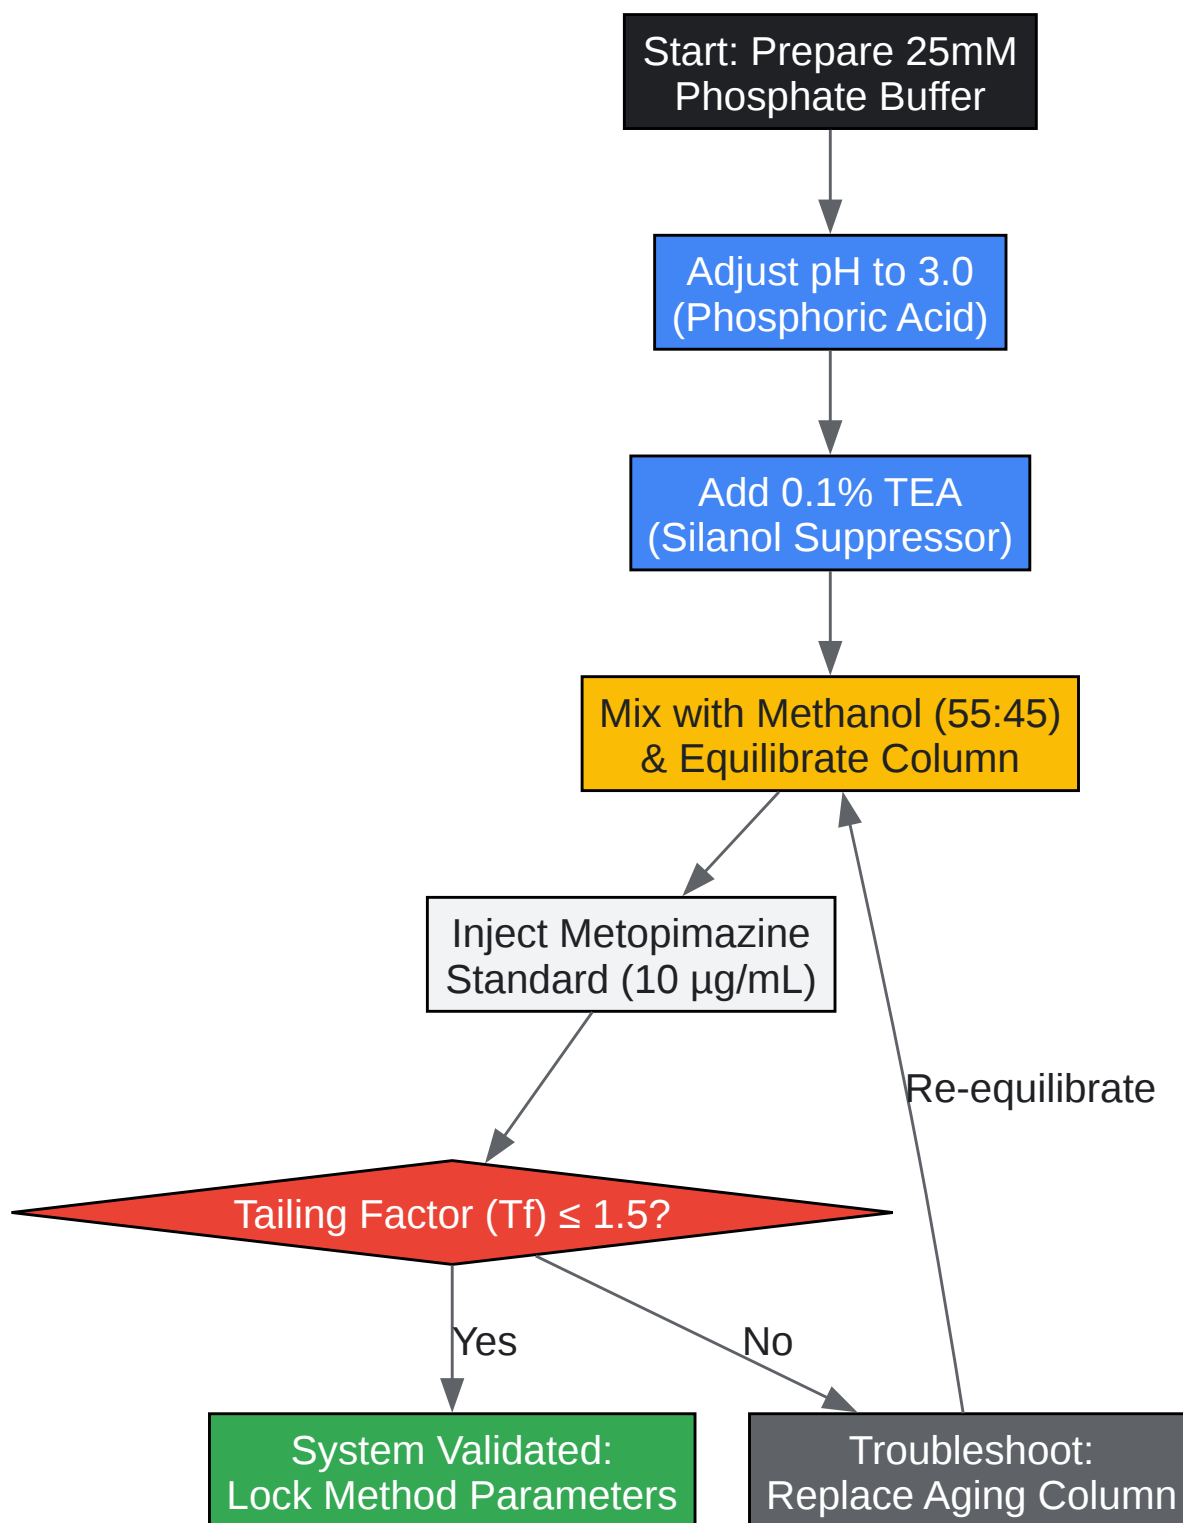 Start: Prepare 25mM
Phosphate Buffer
Adjust pH to 3.0
(Phosphoric Acid)
Add 0.1% TEA
(Silanol Suppressor)
Mix with Methanol (55:45)
& Equilibrate Column
Inject Metopimazine
Standard (10 µg/mL)
Re-equilibrate
Tailing Factor (Tf) ≤ 1.5?
Yes
No
System Validated:
Lock Method Parameters
Troubleshoot:
Replace Aging Column